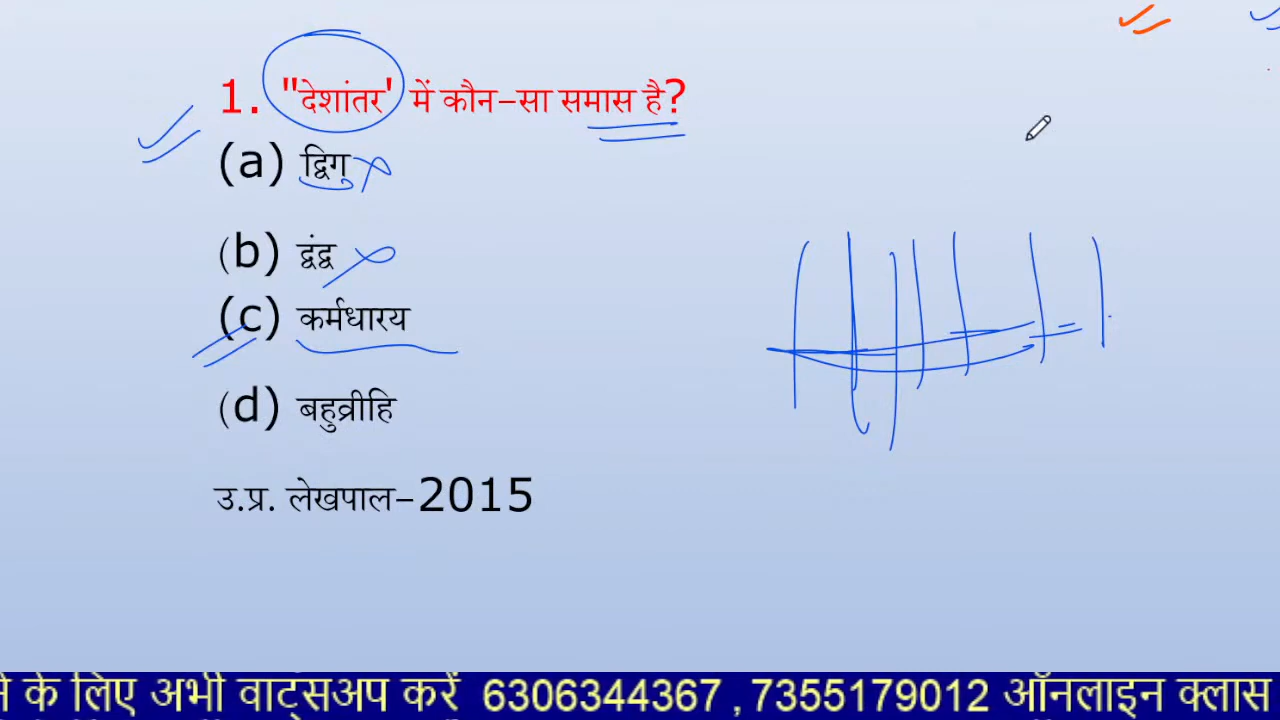 1. "देशांतर' में कौन-सा समास है?
(a) द्विगु
(b) द्वंद्व
(c) कर्मधारय
(d) बहुव्रीहि
उ.प्र. लेखपाल-2015
ने के लिए अभी वाट्सअप करें 6306344367 ,7355179012 ऑनलाइन क्लास